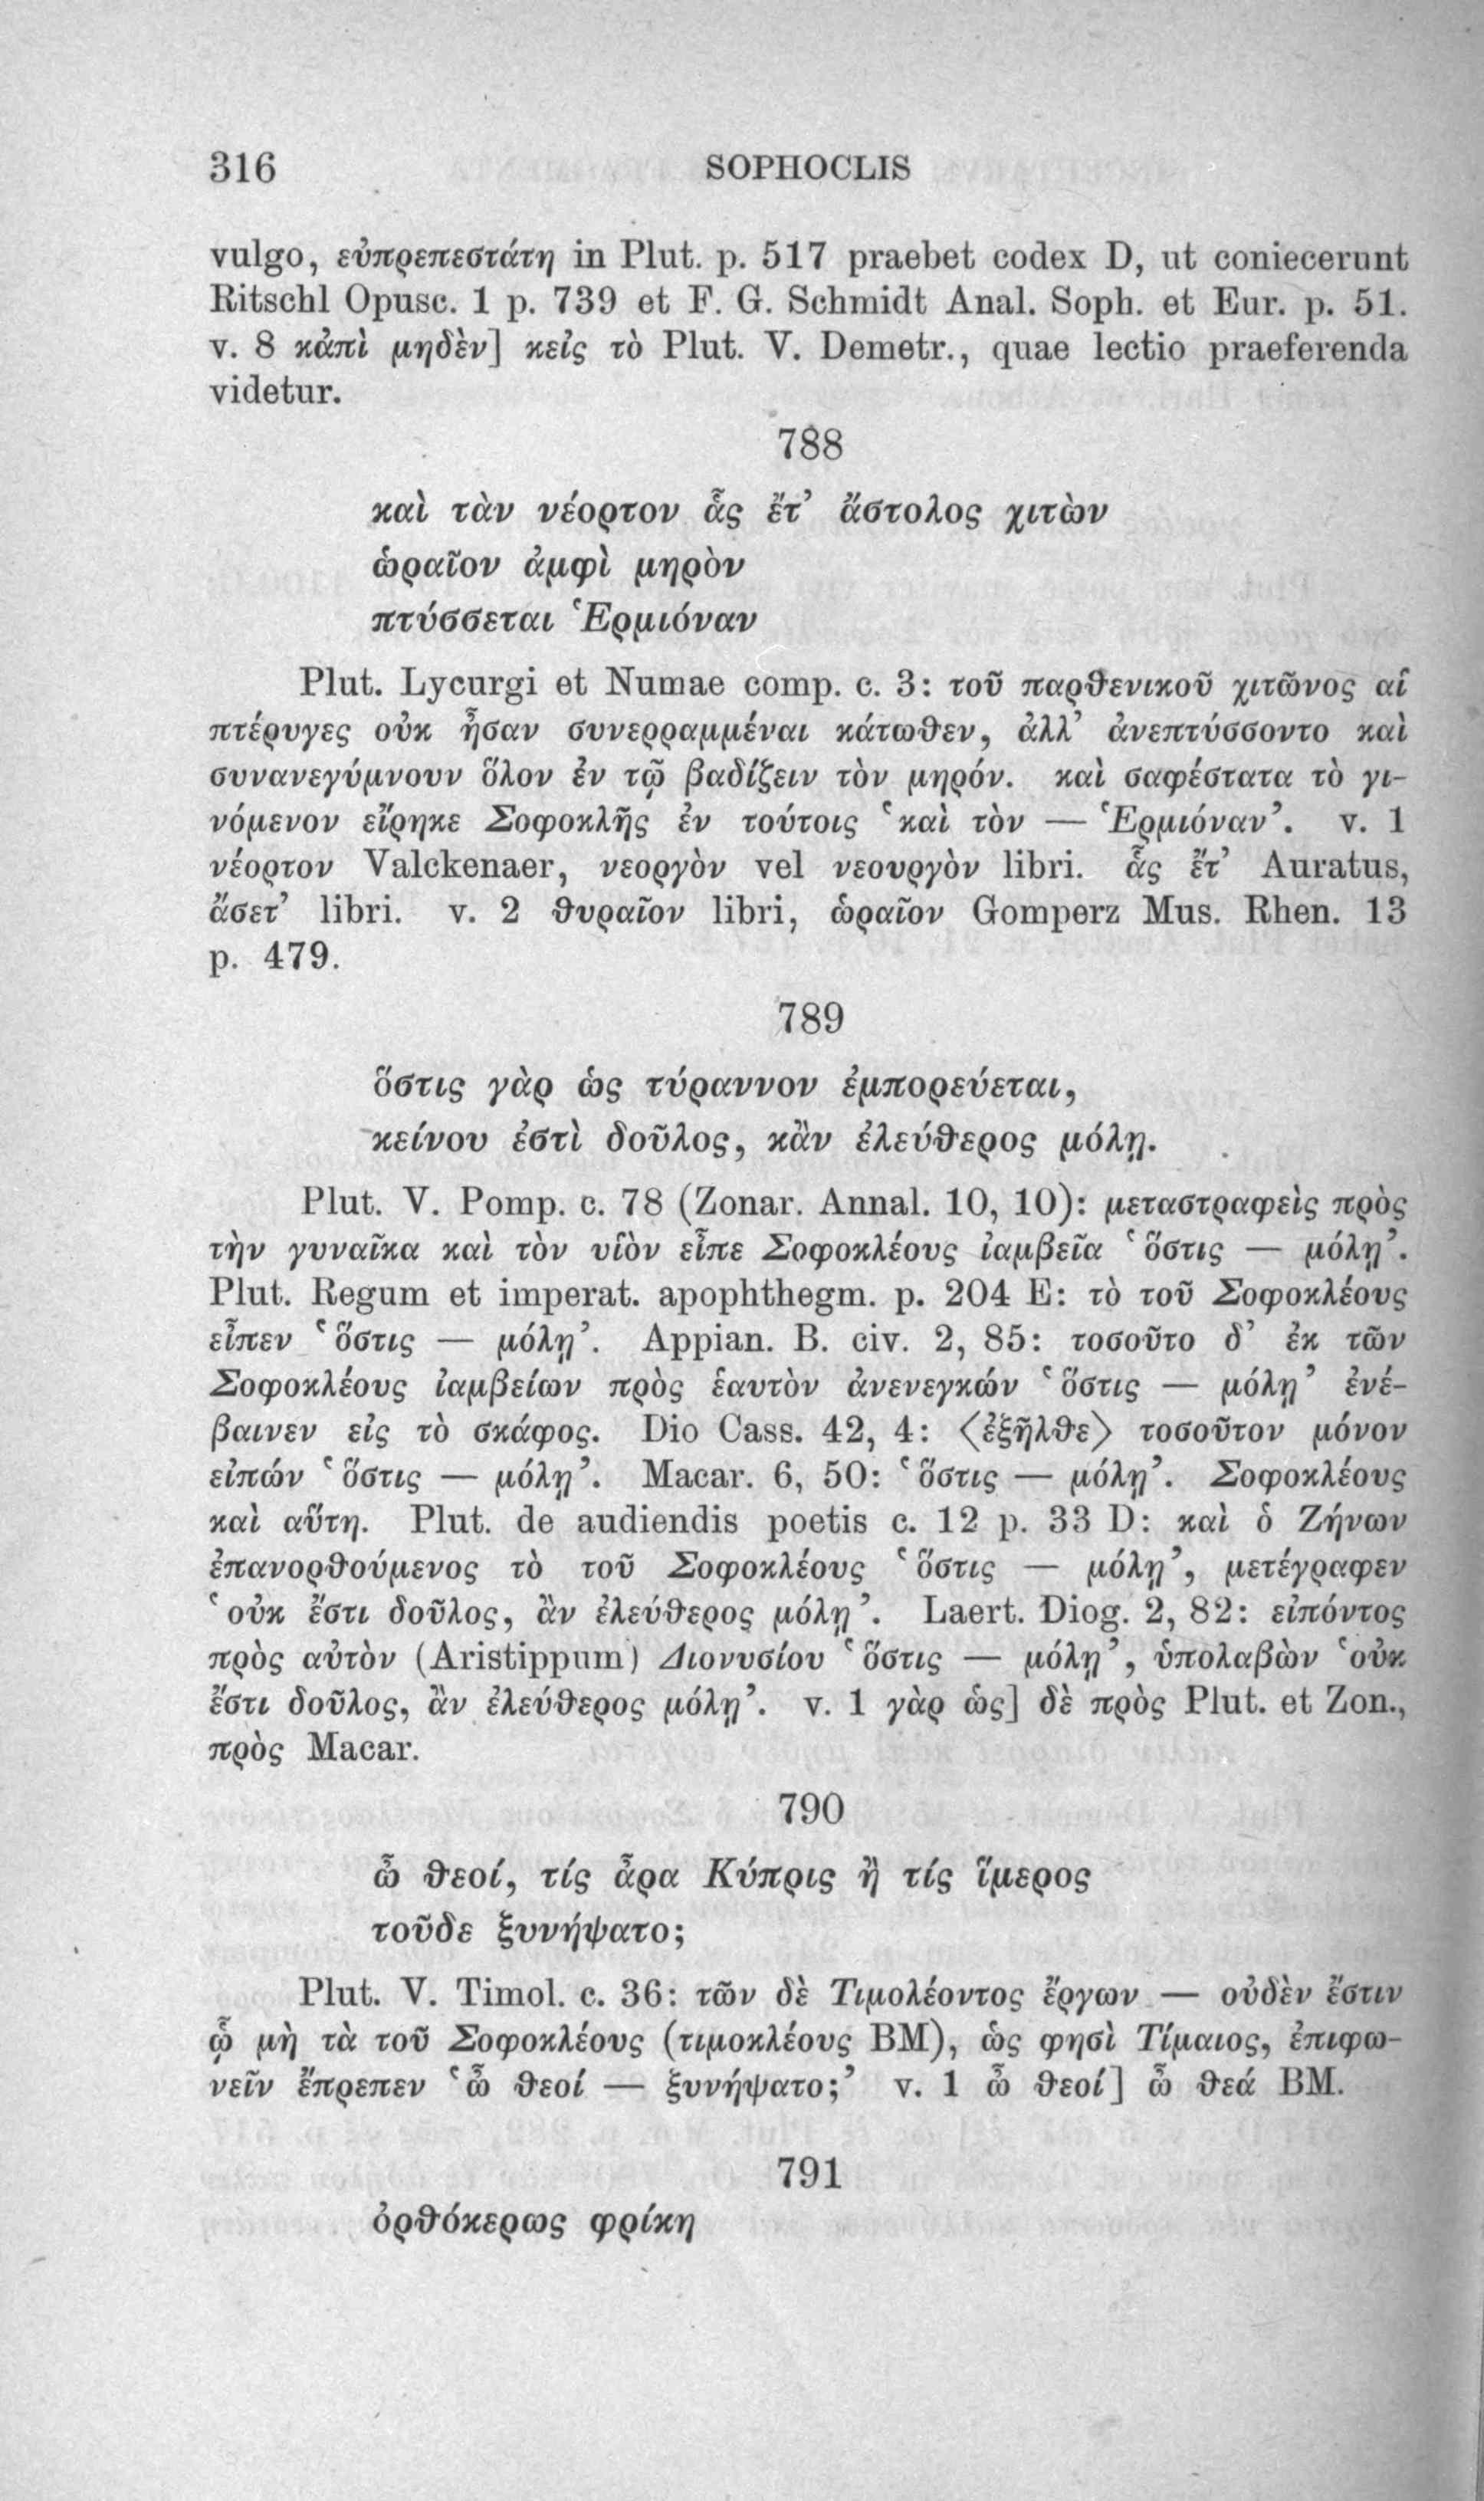 316 SOPHOCLIS
vulgo, εὐπρεπεστάτη in Plut. p. 517 praebet codex D, ut coniecerunt
Ritschl Opusc. 1 p. 739 et F. G. Schmidt Anal. Soph. et Eur. p. 51.
v. 8 κἀπὶ μηδὲν] κεἰς τὸ Plut. V. Demetr., quae lectio praeferenda
videtur.
788
καὶ τὰν νέορτον ἇς ἔτ’ ἄστολος χιτὼν
ὡραῖον ἀμφὶ μηρὸν
πτύσσεται Ἑρμιόναν
Plut. Lycurgi et Numae comp. c. 3: τοῦ παρθενικοῦ χιτῶνος αἱ
πτέρυγες οὐκ ἦσαν συνερραμμέναι κάτωθεν, ἀλλ’ ἀνεπτύσσοντο καὶ
συνανεγύμνουν ὅλον ἐν τῷ βαδίζειν τὸν μηρόν. καὶ σαφέστατα τὸ γι-
νόμενον εἴρηκε Σοφοκλῆς ἐν τούτοις ‘καὶ τὸν — Ἑρμιόναν’. v. 1
νέορτον Valckenaer, νεοργὸν vel νεουργὸν libri. ἇς ἔτ’ Auratus,
ἄσετ’ libri. v. 2 θυραῖον libri, ὡραῖον Gomperz Mus. Rhen. 13
p. 479.
789
ὅστις γὰρ ὡς τύραννον ἐμπορεύεται,
κείνου ἐστὶ δοῦλος, κἂν ἐλεύθερος μόλῃ.
Plut. V. Pomp. c. 78 (Zonar. Annal. 10, 10): μεταστραφεὶς πρὸς
τὴν γυναῖκα καὶ τὸν υἱὸν εἶπε Σοφοκλέους ἰαμβεῖα ‘ὅστις — μόλῃ’.
Plut. Regum et imperat. apophthegm. p. 204 E: τὸ τοῦ Σοφοκλέους
εἶπεν ‘ὅστις — μόλῃ’. Appian. B. civ. 2, 85: τοσοῦτο δ’ ἐκ τῶν
Σοφοκλέους ἰαμβείων πρὸς ἑαυτὸν ἀνενεγκών ‘ὅστις — μόλῃ’ ἐνέ-
βαινεν εἰς τὸ σκάφος. Dio Cass. 42, 4: ⟨ἐξῆλθε⟩ τοσοῦτον μόνον
εἰπών ‘ὅστις — μόλῃ’. Macar. 6, 50: ‘ὅστις — μόλῃ’. Σοφοκλέους
καὶ αὕτη. Plut. de audiendis poetis c. 12 p. 33 D: καὶ ὁ Ζήνων
ἐπανορθούμενος τὸ τοῦ Σοφοκλέους ‘ὅστις — μόλῃ’, μετέγραφεν
‘οὐκ ἔστι δοῦλος, ἂν ἐλεύθερος μόλῃ’. Laert. Diog. 2, 82: εἰπόντος
πρὸς αὐτὸν (Aristippum) Διονυσίου ‘ὅστις — μόλῃ’, ὑπολαβὼν ‘οὐκ
ἔστι δοῦλος, ἂν ἐλεύθερος μόλῃ’. v. 1 γὰρ ὡς] δὲ πρὸς Plut. et Zon.,
πρὸς Macar.
790
ὦ θεοί, τίς ἆρα Κύπρις ἢ τίς ἵμερος
τοῦδε ξυνήψατο;
Plut. V. Timol. c. 36: τῶν δὲ Τιμολέοντος ἔργων — οὐδὲν ἔστιν
ᾧ μὴ τὰ τοῦ Σοφοκλέους (τιμοκλέους BM), ὥς φησὶ Τίμαιος, ἐπιφω-
νεῖν ἔπρεπεν ‘ὦ θεοί — ξυνήψατο;’ v. 1 ὦ θεοί] ὦ θεά BM.
791
ὀρθόκερως φρίκη